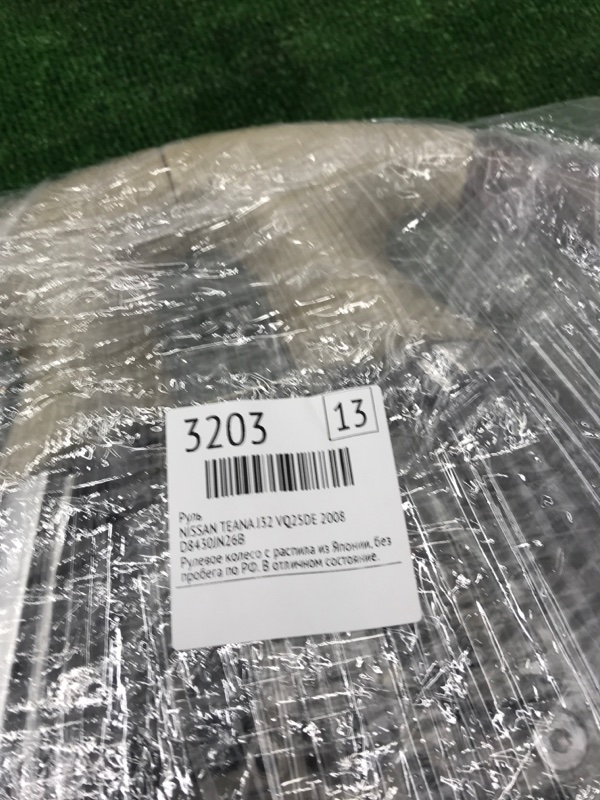 3203
13
Руль
NISSAN TEANA J32 VQ25DE 2008
D8430JN26B
Рулевое колесо с распила из Японии, без
пробега по РФ. В отличном состояние.